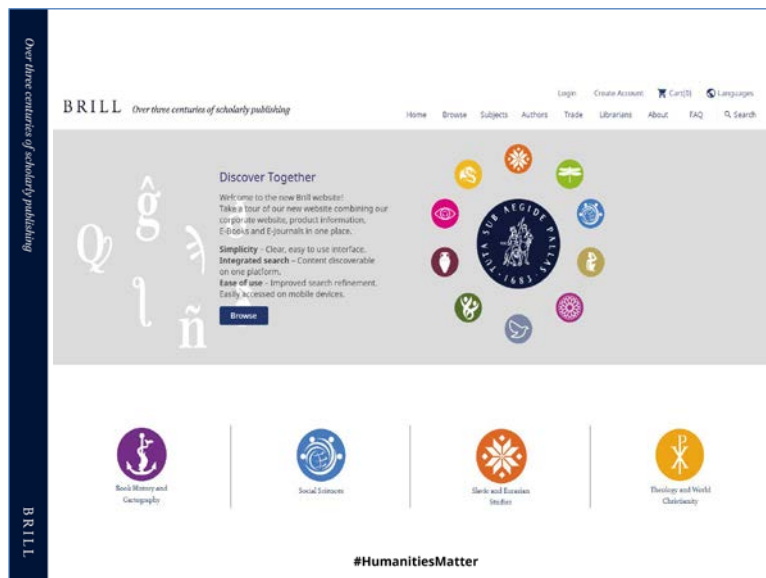 Over three centuries of scholarly publishing
BRILL
Login Create Account Cart(0) Languages
BRILL Over three centuries of scholarly publishing
Home Browse Subjects Authors Trade Librarians About FAQ Search
Discover Together
Welcome to the new Brill website!
Take a tour of our new website combining our
corporate website, product information,
E-Books and E-Journals in one place.
Simplicity – Clear, easy to use interface.
Integrated search – Content discoverable
on one platform.
Ease of use – Improved search refinement.
Easily accessed on mobile devices.
Browse
ĝ
Q
l
ñ
TUTA SUB AEGIDE PALLAS · 1683 ·
Book History and
Cartography
Social Sciences
Slavic and Eurasian
Studies
Theology and World
Christianity
#HumanitiesMatter